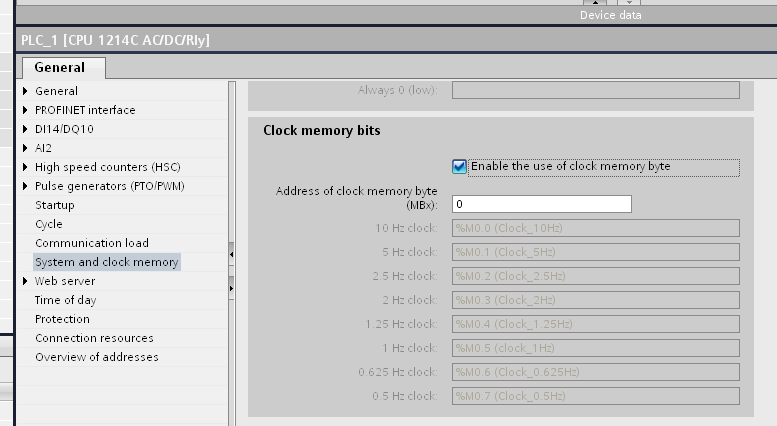 Device data
PLC_1 [CPU 1214C AC/DC/Rly]
General
General
PROFINET interface
DI14/DQ10
AI2
High speed counters (HSC)
Pulse generators (PTO/PWM)
Startup
Cycle
Communication load
System and clock memory
Web server
Time of day
Protection
Connection resources
Overview of addresses
Always 0 (low):
Clock memory bits
Enable the use of clock memory byte
Address of clock memory byte
(MBx): 0
10 Hz clock: %M0.0 (Clock_10Hz)
5 Hz clock: %M0.1 (Clock_5Hz)
2.5 Hz clock: %M0.2 (Clock_2.5Hz)
2 Hz clock: %M0.3 (Clock_2Hz)
1.25 Hz clock: %M0.4 (Clock_1.25Hz)
1 Hz clock: %M0.5 (clock_1Hz)
0.625 Hz clock: %M0.6 (Clock_0.625Hz)
0.5 Hz clock: %M0.7 (Clock_0.5Hz)